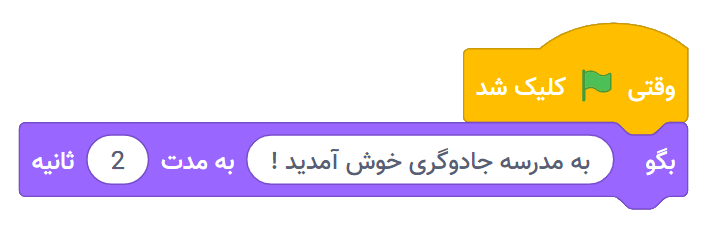 وقتی کلیک شد
بگو به مدرسه جادوگری خوش آمدید ! به مدت 2 ثانیه